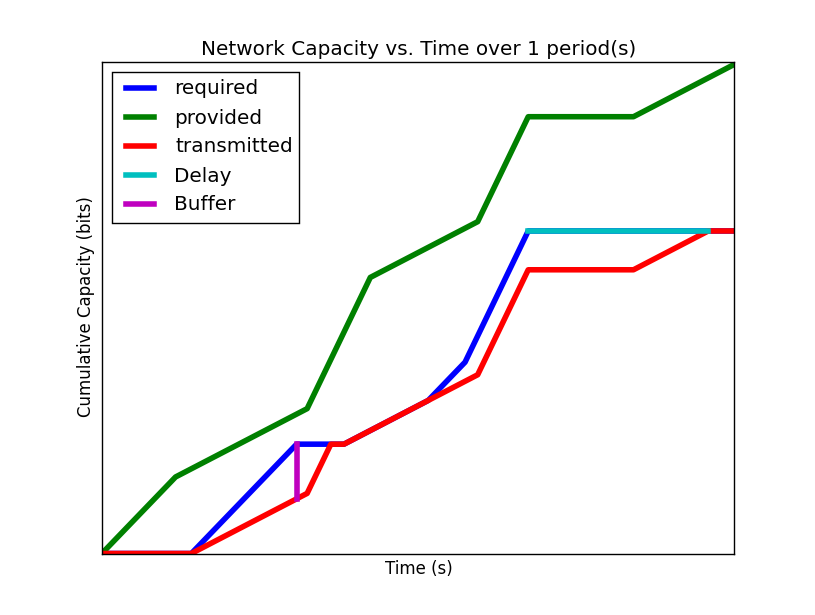 Network Capacity vs. Time over 1 period(s)
required
provided
transmitted
Delay
Buffer
Cumulative Capacity (bits)
Time (s)